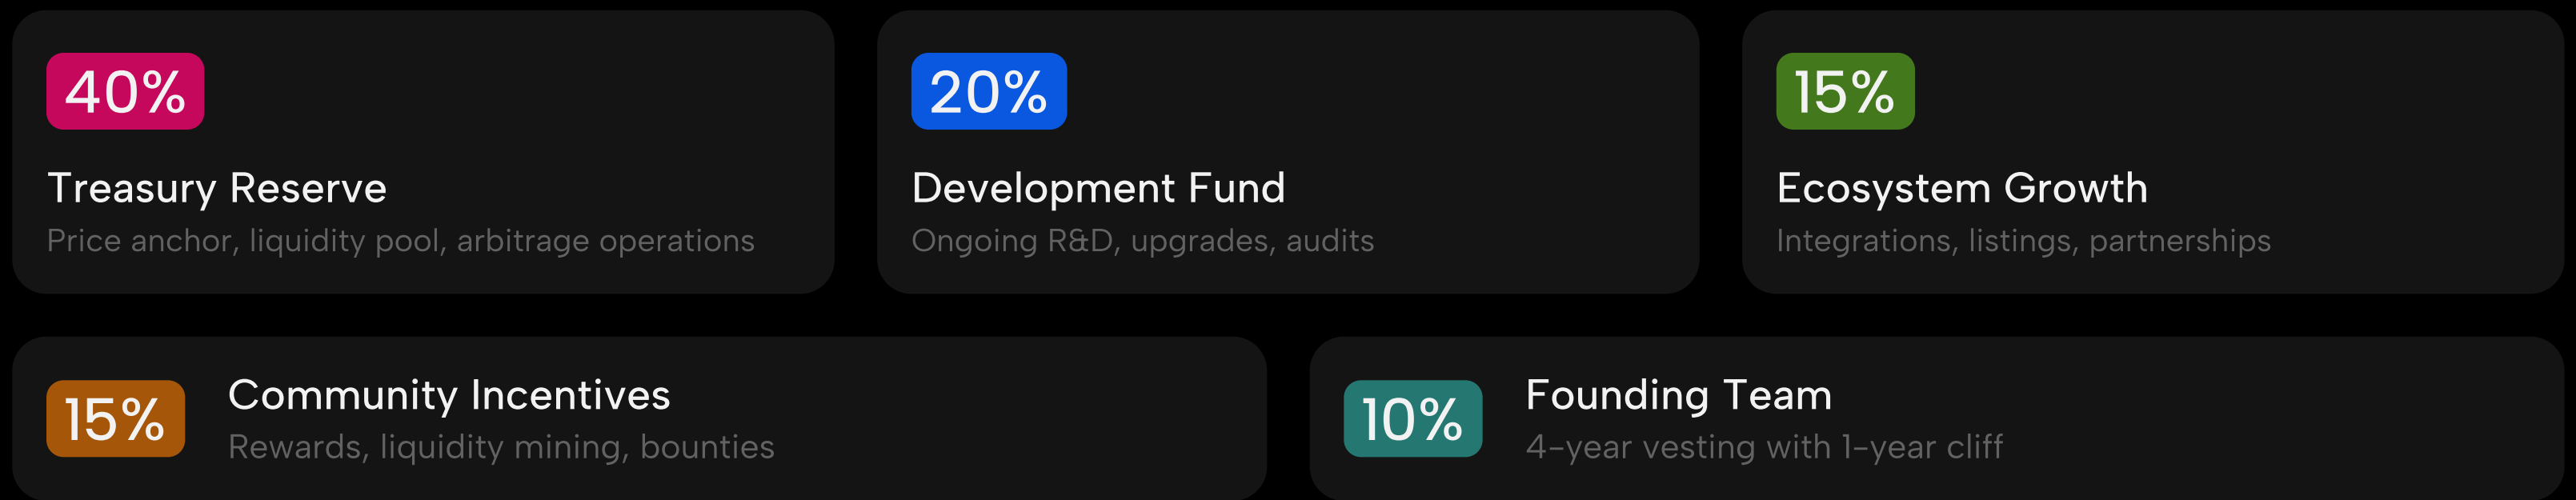 40%
Treasury Reserve
Price anchor, liquidity pool, arbitrage operations
20%
Development Fund
Ongoing R&D, upgrades, audits
15%
Ecosystem Growth
Integrations, listings, partnerships
15%
Community Incentives
Rewards, liquidity mining, bounties
10%
Founding Team
4-year vesting with 1-year cliff